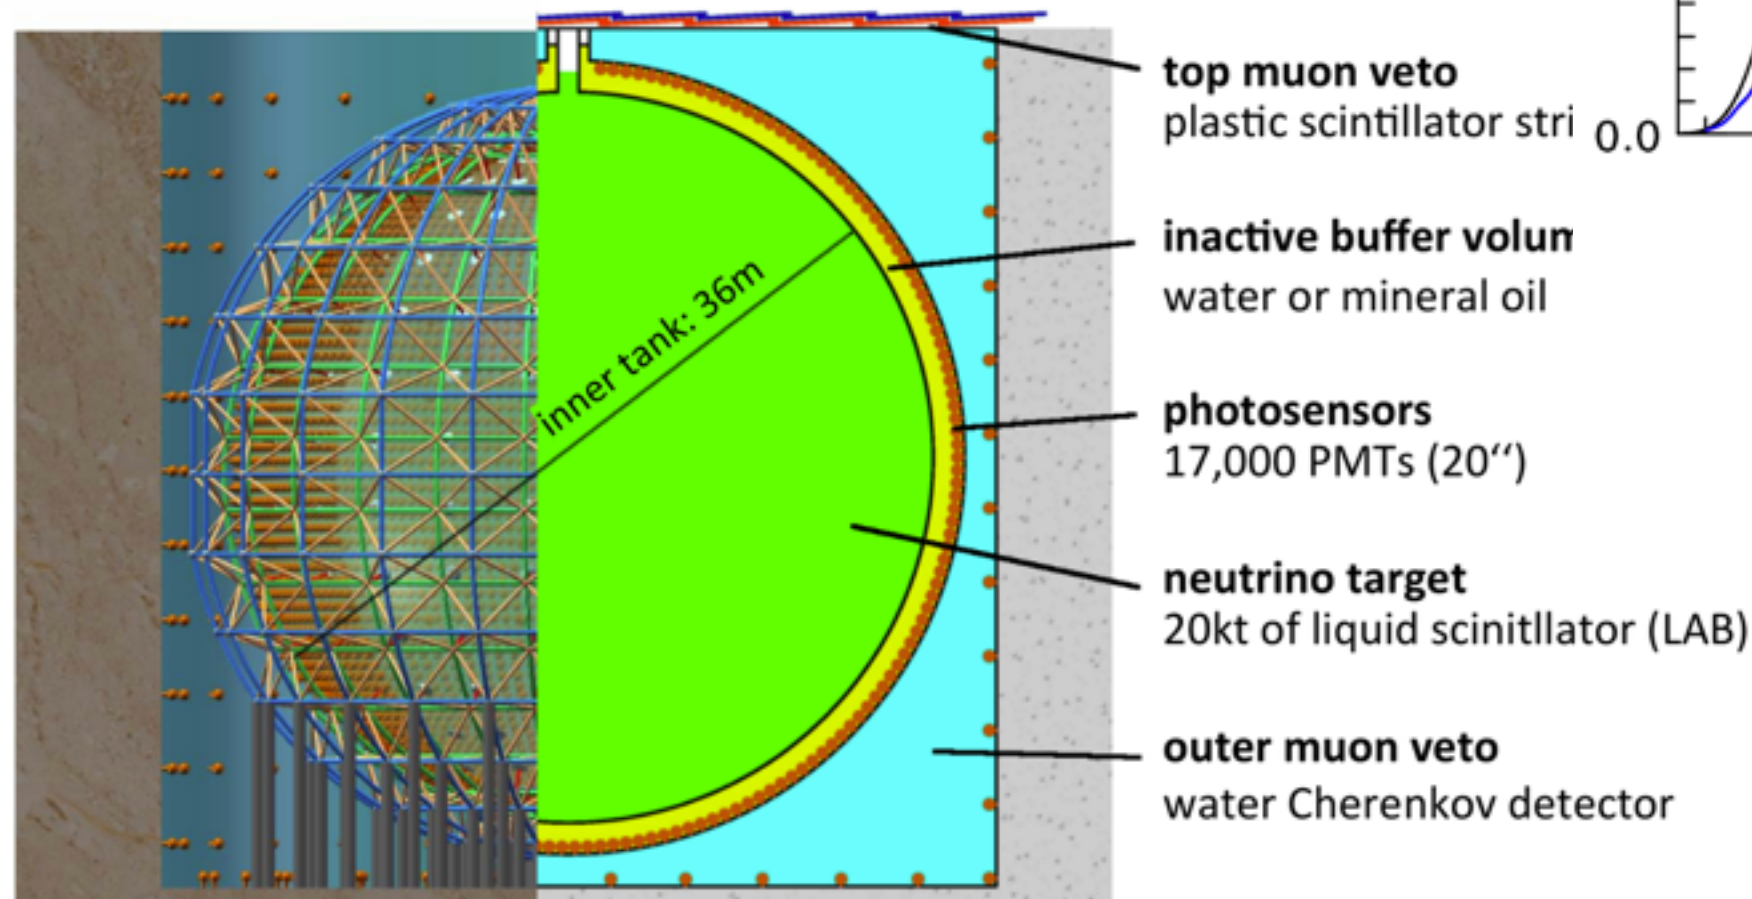 top muon veto
plastic scintillator stri
0.0
inactive buffer volum
water or mineral oil
inner tank: 36m
photosensors
17,000 PMTs (20“)
neutrino target
20kt of liquid scinitllator (LAB)
outer muon veto
water Cherenkov detector